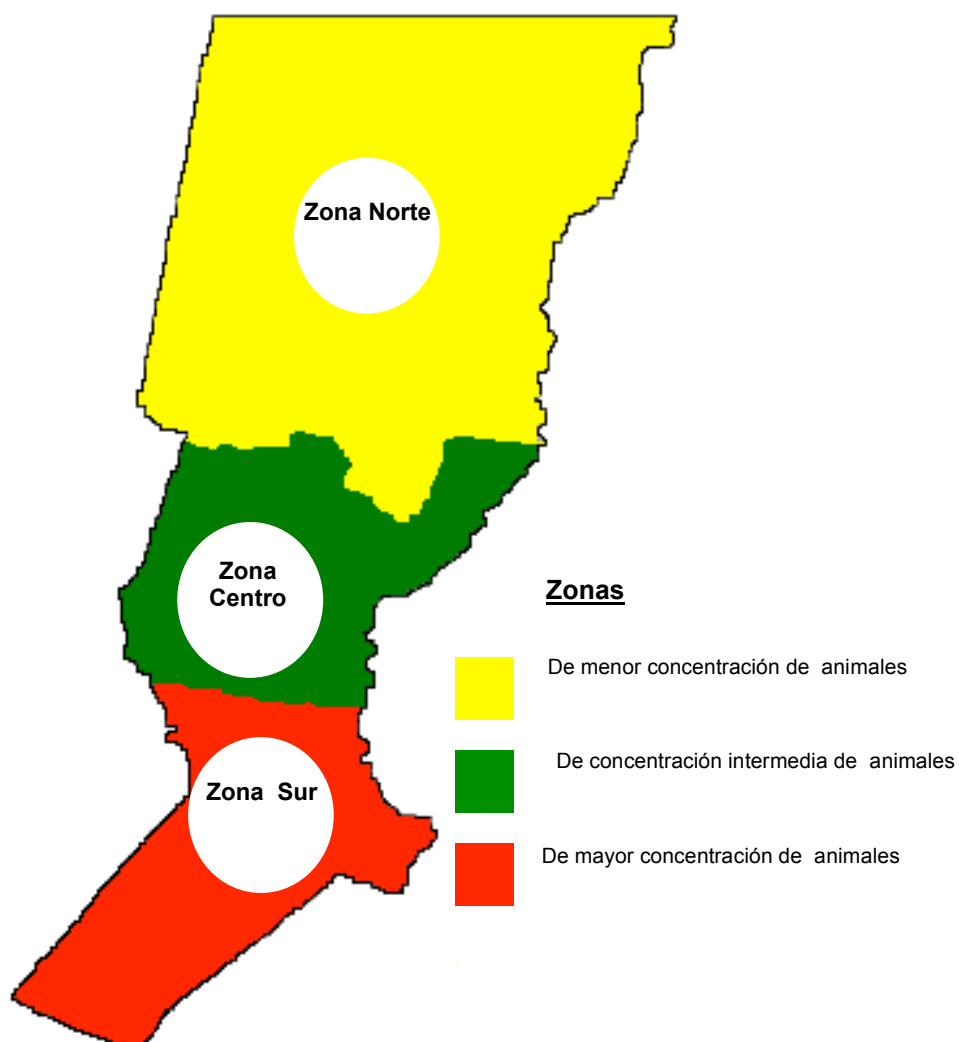 Zona Norte
Zona
Centro
Zona Sur
Zonas
De menor concentración de animales
De concentración intermedia de animales
De mayor concentración de animales